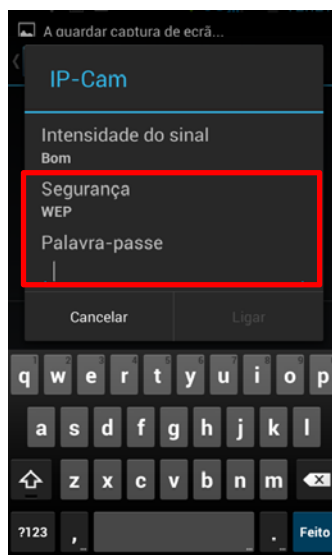 A guardar captura de ecrã...
IP-Cam
Intensidade do sinal
Bom
Segurança
WEP
Palavra-passe
Cancelar Ligar
q w e r t y u i o p
a s d f g h j k l
z x c v b n m
?123 , . Feito